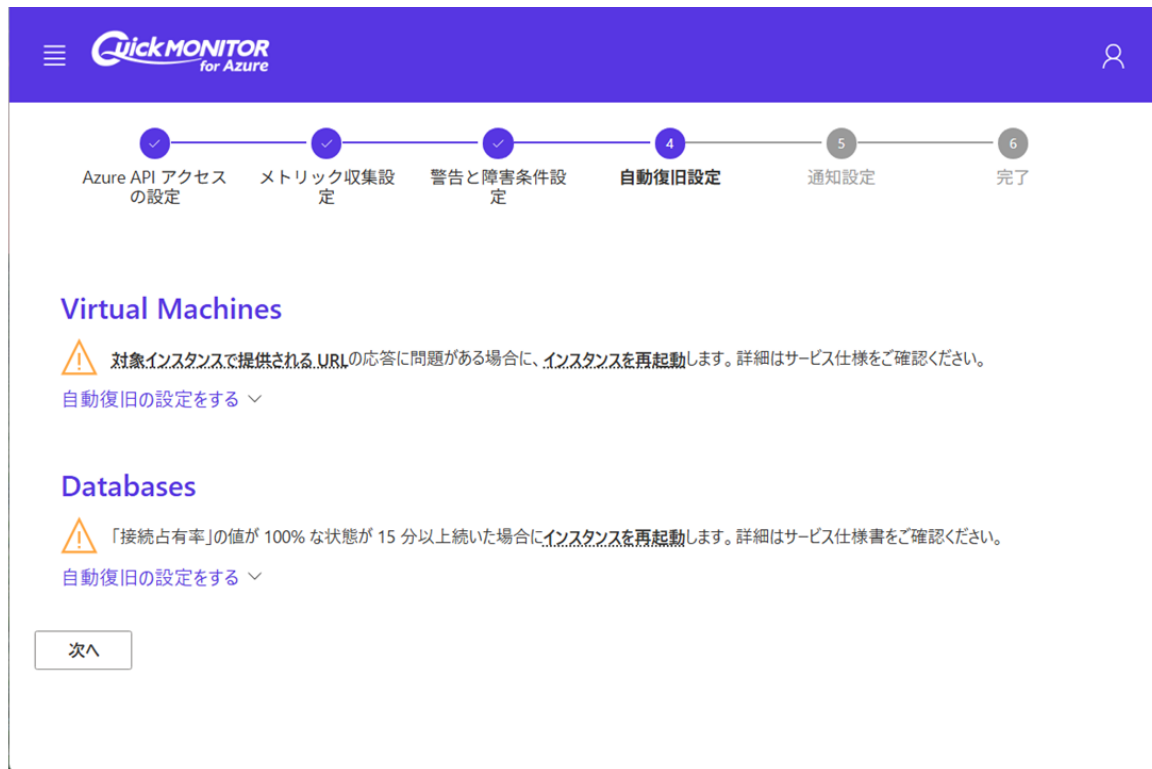 QuickMONITOR
for Azure
4
5
6
Azure API アクセス
の設定
メトリック収集設
定
警告と障害条件設
定
自動復旧設定
通知設定
完了
Virtual Machines
対象インスタンスで提供される URLの応答に問題がある場合に、インスタンスを再起動します。詳細はサービス仕様をご確認ください。
自動復旧の設定をする
Databases
「接続占有率」の値が 100% な状態が 15 分以上続いた場合にインスタンスを再起動します。詳細はサービス仕様書をご確認ください。
自動復旧の設定をする
次へ